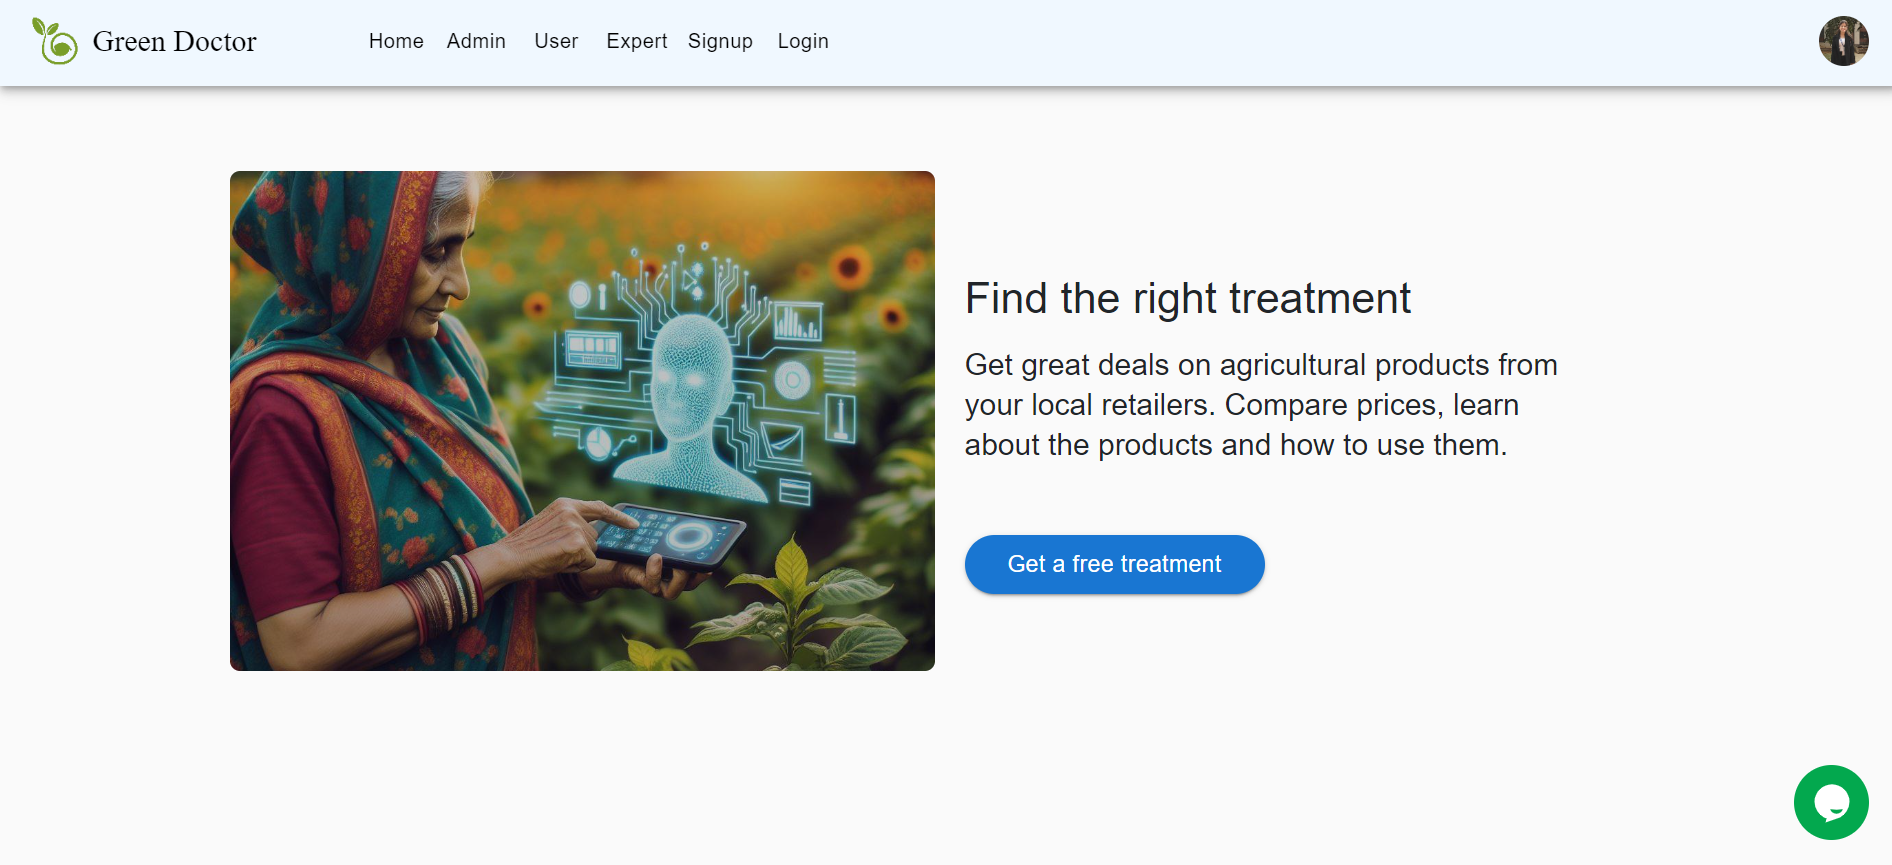 Green Doctor
Home Admin User Expert Signup Login
Find the right treatment
Get great deals on agricultural products from
your local retailers. Compare prices, learn
about the products and how to use them.
Get a free treatment